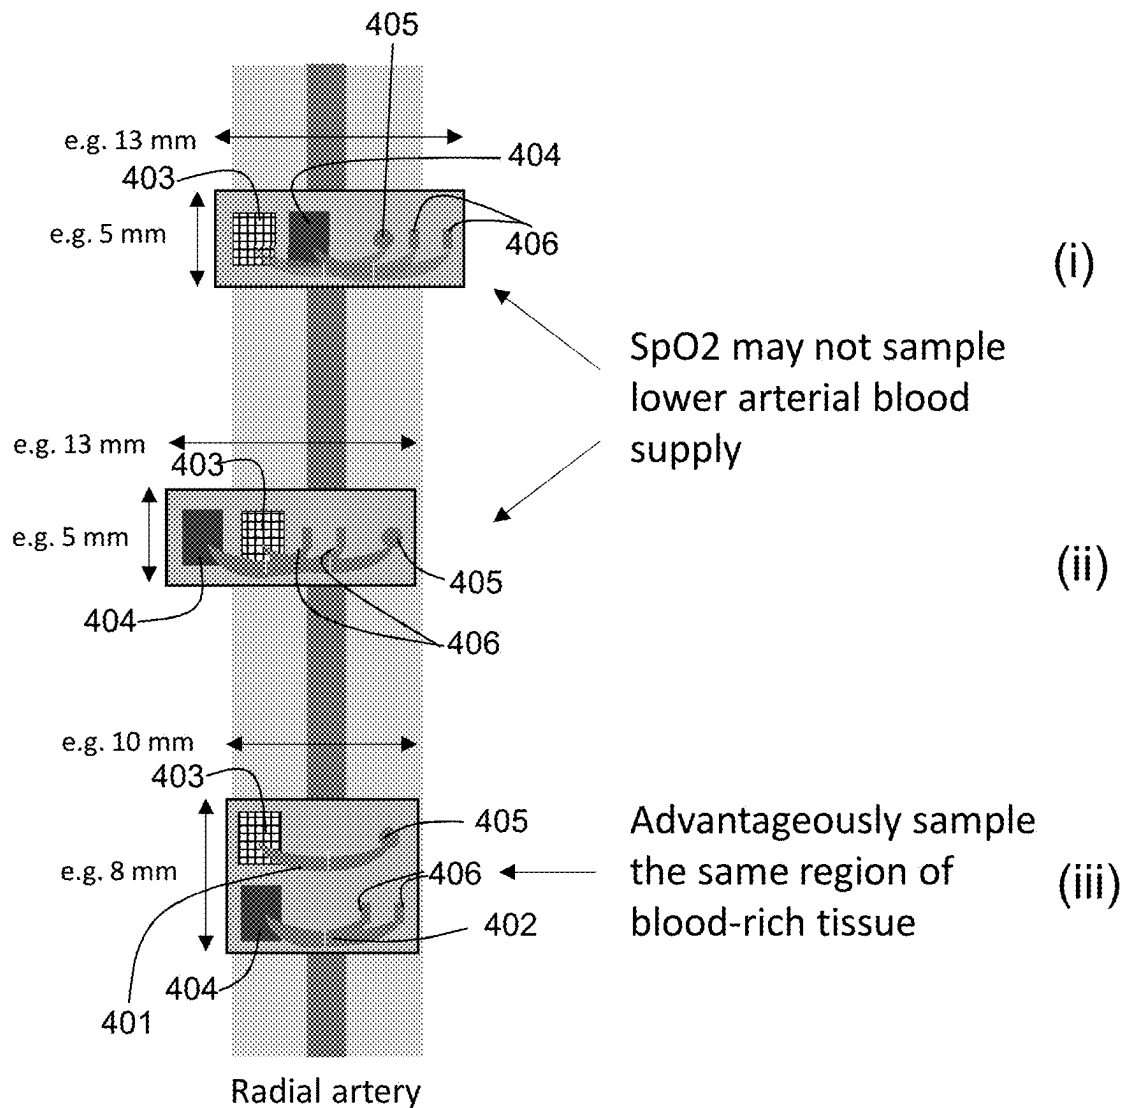 405
e.g. 13 mm
404
403
e.g. 5 mm
406
(i)
SpO2 may not sample
lower arterial blood
supply
e.g. 13 mm
403
e.g. 5 mm
405
(ii)
404
406
e.g. 10 mm
403
405
Advantageously sample
the same region of
blood-rich tissue
(iii)
e.g. 8 mm
406
402
404
401
Radial artery